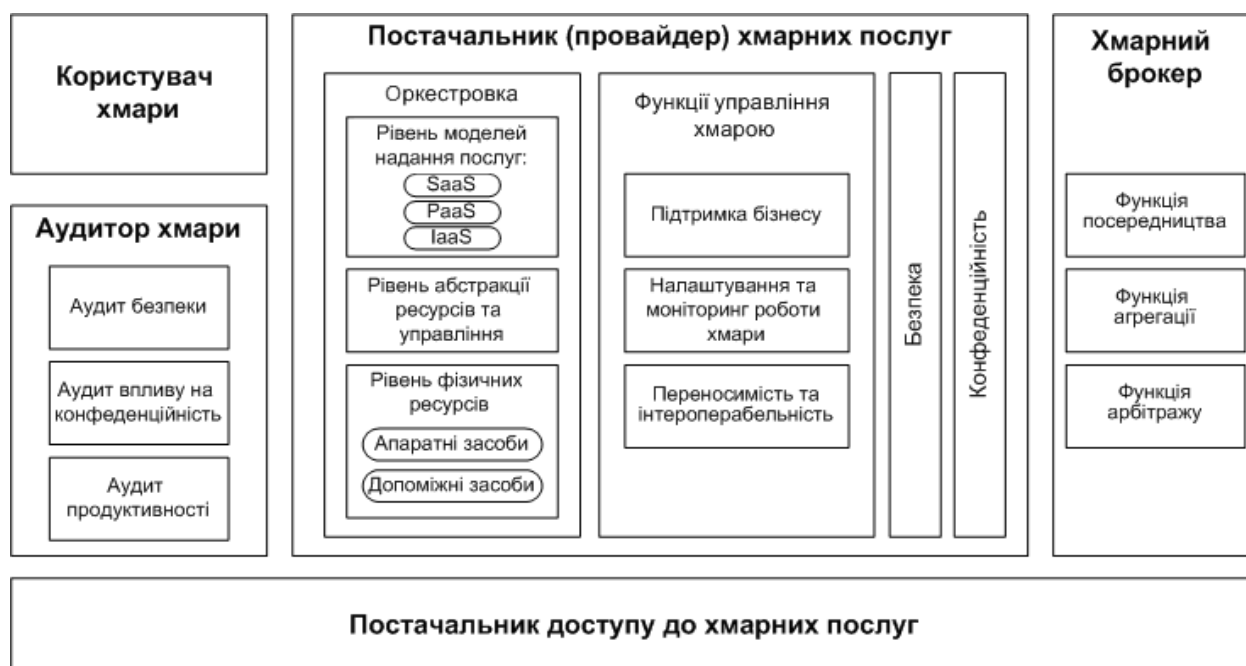 Користувач
хмари
Аудитор хмари
Аудит безпеки
Аудит впливу на
конфеденційність
Аудит
продуктивності
Постачальник (провайдер) хмарних послуг
Оркестровка
Рівень моделей
надання послуг:
SaaS
PaaS
IaaS
Рівень абстракції
ресурсів та
управління
Рівень фізичних
ресурсів
Апаратні засоби
Допоміжні засоби
Функції управління
хмарою
Підтримка бізнесу
Налаштування та
моніторинг роботи
хмари
Переносимість та
інтероперабельність
Безпека
Конфеденційність
Хмарний
брокер
Функція
посередництва
Функція
агрегації
Функція
арбітражу
Постачальник доступу до хмарних послуг